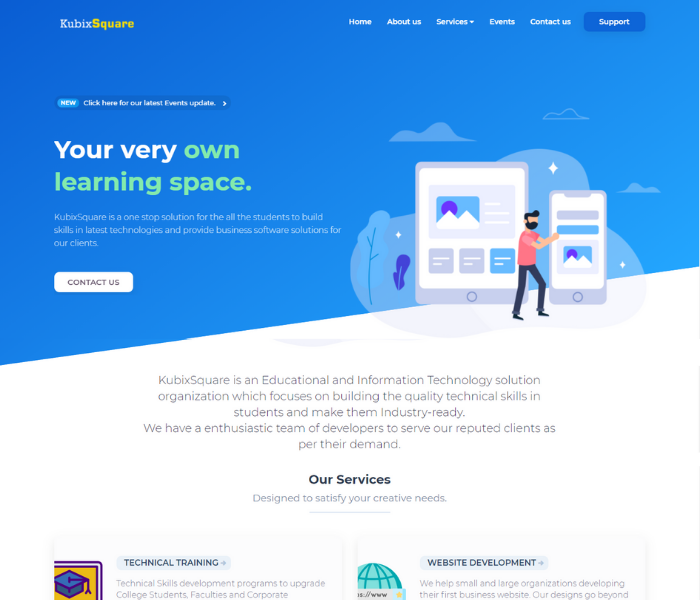 KubixSquare
Home About us Services Events Contact us Support
NEW Click here for our latest Events update.
Your very own
learning space.
KubixSquare is a one stop solution for the all the students to build
skills in latest technologies and provide business software solutions for
our clients.
CONTACT US
KubixSquare is an Educational and Information Technology solution
organization which focuses on building the quality technical skills in
students and make them Industry-ready.
We have a enthusiastic team of developers to serve our reputed clients as
per their demand.
Our Services
Designed to satisfy your creative needs.
TECHNICAL TRAINING
Technical Skills development programs to upgrade
College Students, Faculties and Corporate
s://www
WEBSITE DEVELOPMENT
We help small and large organizations developing
their first business website. Our designs go beyond